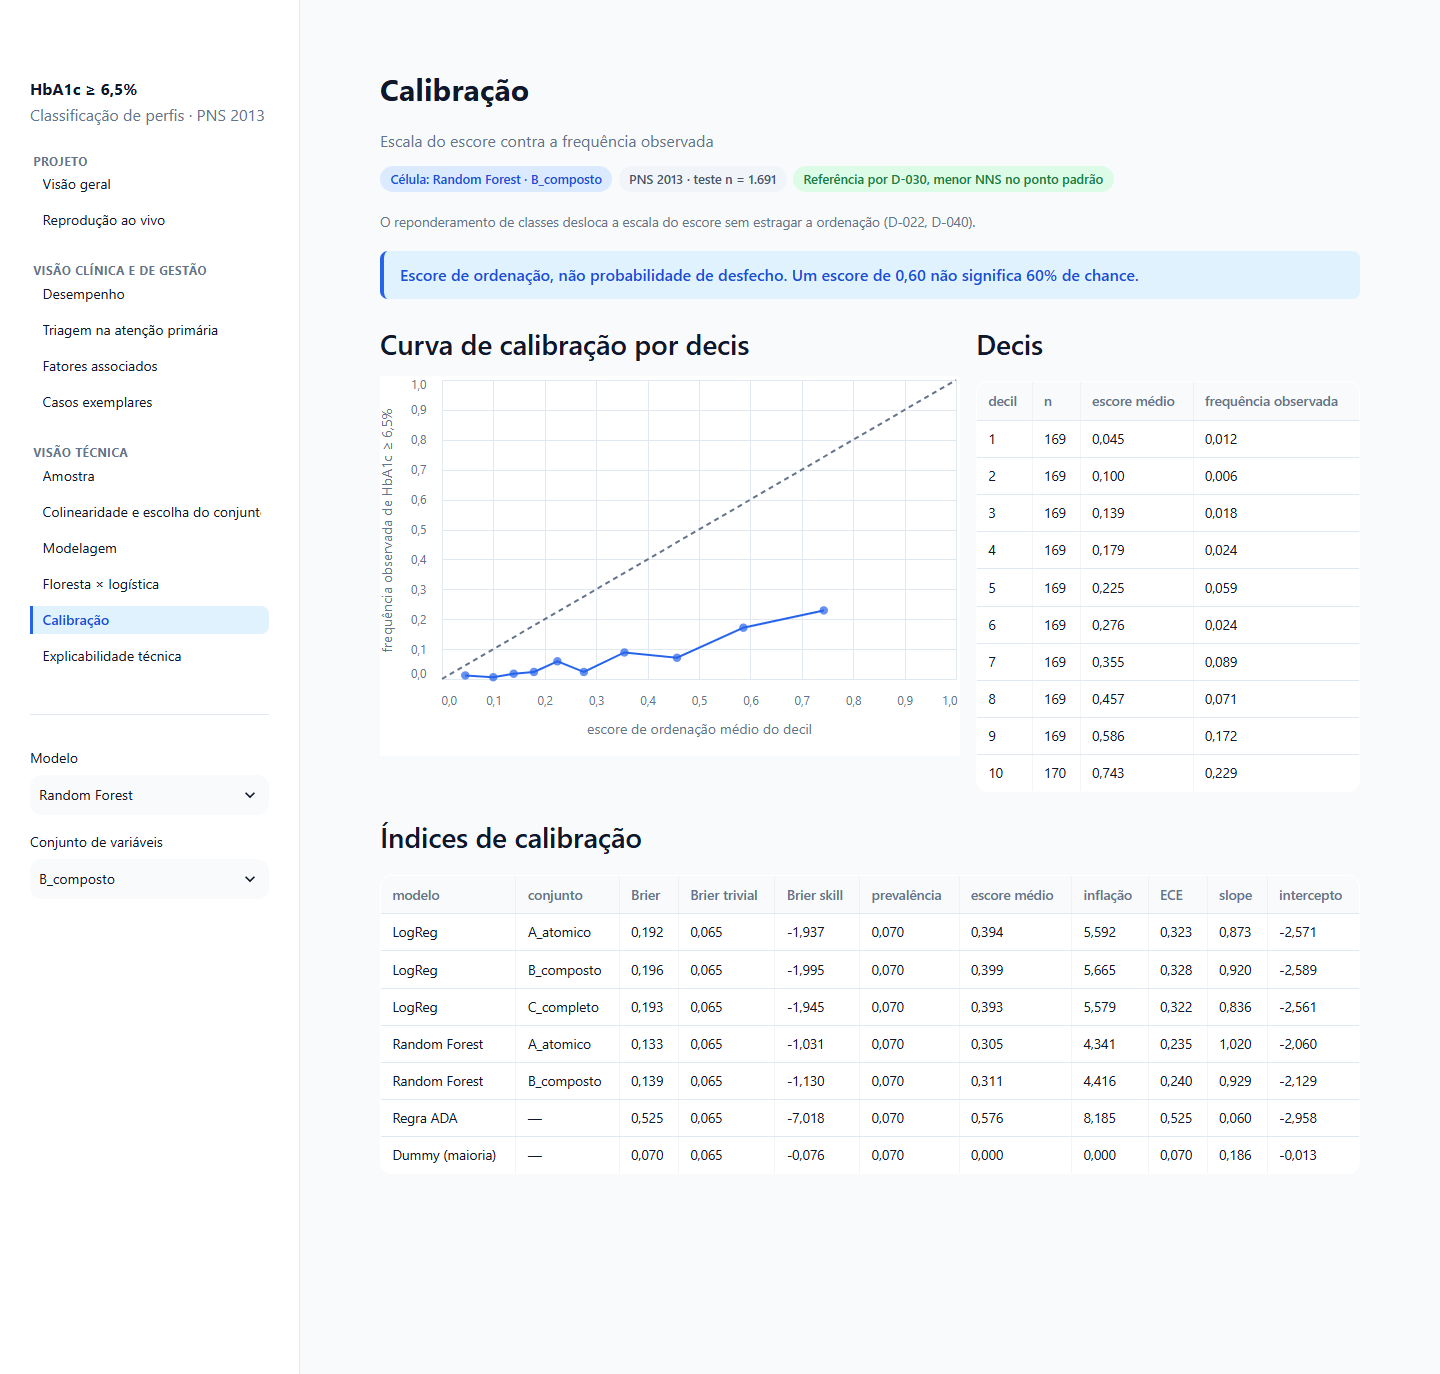 HbA1c ≥ 6,5%
Classificação de perfis · PNS 2013
PROJETO
Visão geral
Reprodução ao vivo
VISÃO CLÍNICA E DE GESTÃO
Desempenho
Triagem na atenção primária
Fatores associados
Casos exemplares
VISÃO TÉCNICA
Amostra
Colinearidade e escolha do conjunt
Modelagem
Floresta × logística
Calibração
Explicabilidade técnica
Modelo
Random Forest
Conjunto de variáveis
B_composto
Calibração
Escala do escore contra a frequência observada
Célula: Random Forest · B_composto PNS 2013 · teste n = 1.691 Referência por D-030, menor NNS no ponto padrão
O reponderamento de classes desloca a escala do escore sem estragar a ordenação (D-022, D-040).
Escore de ordenação, não probabilidade de desfecho. Um escore de 0,60 não significa 60% de chance.
Curva de calibração por decis
frequência observada de HbA1c ≥ 6,5%
1,0
0,9
0,8
0,7
0,6
0,5
0,4
0,3
0,2
0,1
0,0
0,0 0,1 0,2 0,3 0,4 0,5 0,6 0,7 0,8 0,9 1,0
escore de ordenação médio do decil
Decis
decil n escore médio frequência observada
1 169 0,045 0,012
2 169 0,100 0,006
3 169 0,139 0,018
4 169 0,179 0,024
5 169 0,225 0,059
6 169 0,276 0,024
7 169 0,355 0,089
8 169 0,457 0,071
9 169 0,586 0,172
10 170 0,743 0,229
Índices de calibração
modelo conjunto Brier Brier trivial Brier skill prevalência escore médio inflação ECE slope intercepto
LogReg A_atomico 0,192 0,065 -1,937 0,070 0,394 5,592 0,323 0,873 -2,571
LogReg B_composto 0,196 0,065 -1,995 0,070 0,399 5,665 0,328 0,920 -2,589
LogReg C_completo 0,193 0,065 -1,945 0,070 0,393 5,579 0,322 0,836 -2,561
Random Forest A_atomico 0,133 0,065 -1,031 0,070 0,305 4,341 0,235 1,020 -2,060
Random Forest B_composto 0,139 0,065 -1,130 0,070 0,311 4,416 0,240 0,929 -2,129
Regra ADA — 0,525 0,065 -7,018 0,070 0,576 8,185 0,525 0,060 -2,958
Dummy (maioria) — 0,070 0,065 -0,076 0,070 0,000 0,000 0,070 0,186 -0,013